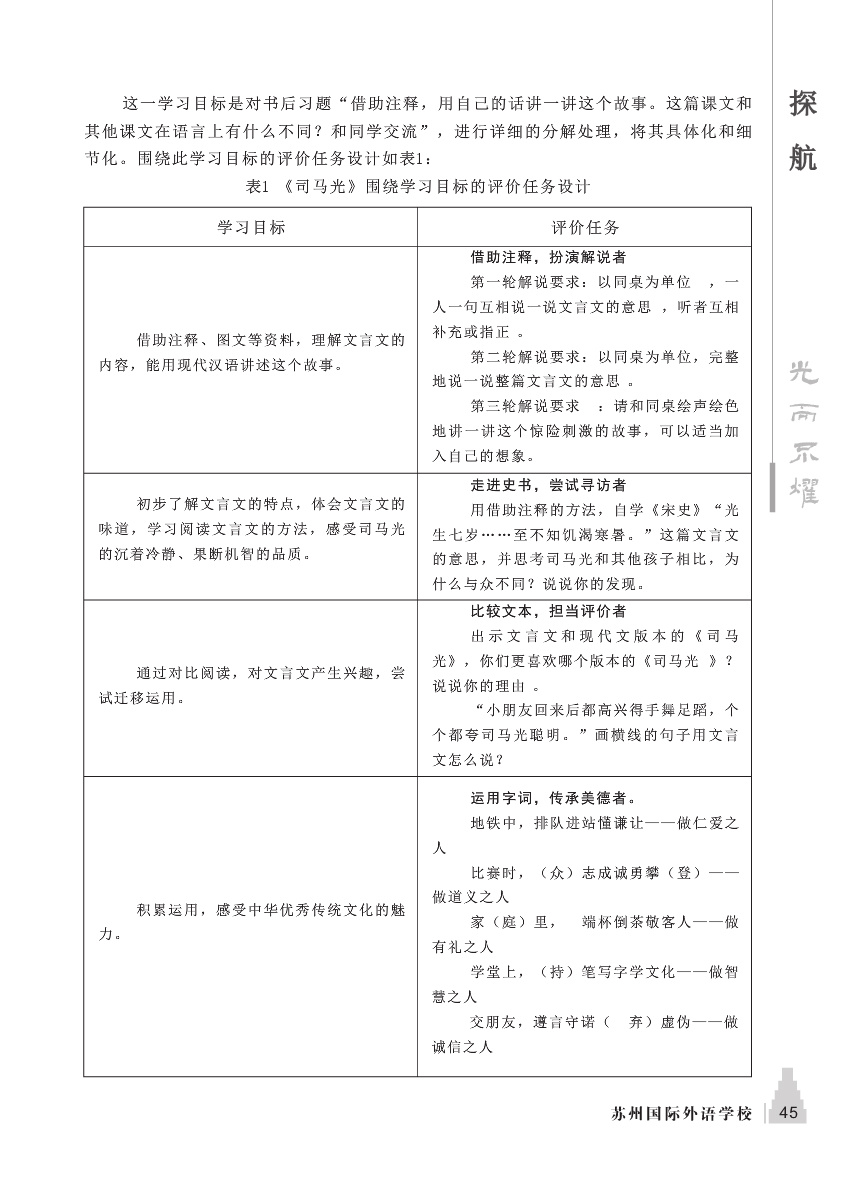 这一学习目标是对书后习题“借助注释，用自己的话讲一讲这个故事。这篇课文和
其他课文在语言上有什么不同？和同学交流”，进行详细的分解处理，将其具体化和细
节化。围绕此学习目标的评价任务设计如表1：
表1 《司马光》围绕学习目标的评价任务设计
学习目标
评价任务
借助注释、图文等资料，理解文言文的
内容，能用现代汉语讲述这个故事。
借助注释，扮演解说者
第一轮解说要求：以同桌为单位 ，一
人一句互相说一说文言文的意思 ，听者互相
补充或指正 。
第二轮解说要求：以同桌为单位，完整
地说一说整篇文言文的意思 。
第三轮解说要求 ：请和同桌绘声绘色
地讲一讲这个惊险刺激的故事，可以适当加
入自己的想象。
初步了解文言文的特点，体会文言文的
味道，学习阅读文言文的方法，感受司马光
的沉着冷静、果断机智的品质。
走进史书，尝试寻访者
用借助注释的方法，自学《宋史》“光
生七岁……至不知饥渴寒暑。”这篇文言文
的意思，并思考司马光和其他孩子相比，为
什么与众不同？说说你的发现。
通过对比阅读，对文言文产生兴趣，尝
试迁移运用。
比较文本，担当评价者
出示文言文和现代文版本的《司马
光》，你们更喜欢哪个版本的《司马光 》？
说说你的理由 。
“小朋友回来后都高兴得手舞足蹈，个
个都夸司马光聪明。”画横线的句子用文言
文怎么说？
积累运用，感受中华优秀传统文化的魅
力。
运用字词，传承美德者。
地铁中，排队进站懂谦让——做仁爱之
人
比赛时，（众）志成诚勇攀（登）——
做道义之人
家（庭）里， 端杯倒茶敬客人——做
有礼之人
学堂上，（持）笔写字学文化——做智
慧之人
交朋友，遵言守诺（ 弃）虚伪——做
诚信之人
探
航
光
而
不
燿
苏州国际外语学校 45